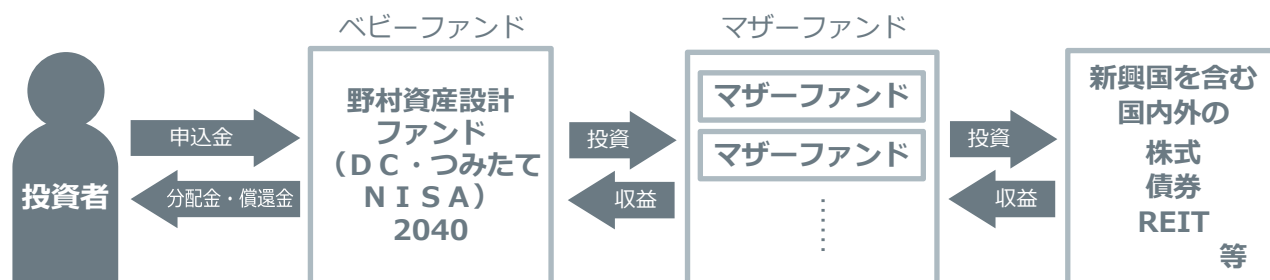 ベビーファンド
マザーファンド
投資者
申込金
分配金・償還金
野村資産設計
ファンド
（ＤＣ・つみたて
ＮＩＳＡ）
2040
投資
収益
マザーファンド
マザーファンド
投資
収益
新興国を含む
国内外の
株式
債券
REIT
等